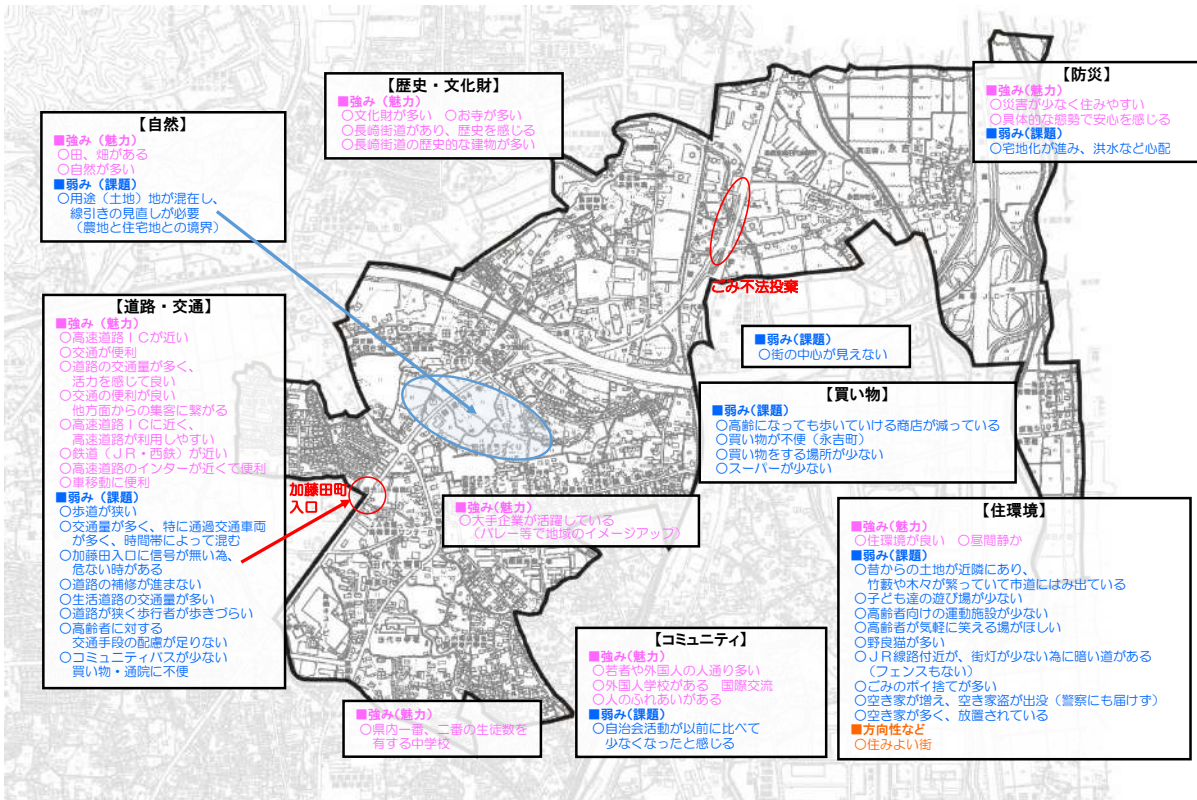 【自然】
■強み（魅力）
○田、畑がある
○自然が多い
■弱み（課題）
○用途（土地）地が混在し、
線引きの見直しが必要
（農地と住宅地との境界）
【歴史・文化財】
■強み（魅力）
○文化財が多い　○お寺が多い
○長崎街道があり、歴史を感じる
○長崎街道の歴史的な建物が多い
【防災】
■強み(魅力)
○災害が少なく住みやすい
○具体的な態勢で安心を感じる
■弱み(課題)
○宅地化が進み、洪水など心配
ごみ不法投棄
【道路・交通】
■強み（魅力）
○高速道路ＩＣが近い
○交通が便利
○道路の交通量が多く、
活力を感じて良い
○交通の便利が良い
他方面からの集客に繋がる
○高速道路ＩＣに近く、
高速道路が利用しやすい
○鉄道（ＪＲ・西鉄）が近い
○高速道路のインターが近くて便利
○車移動に便利
■弱み（課題）
○歩道が狭い
○交通量が多く、特に通過交通車両
が多く、時間帯によって混む
○加藤田入口に信号が無い為、
危ない時がある
○道路の補修が進まない
○生活道路の交通量が多い
○道路が狭く歩行者が歩きづらい
○高齢者に対する
交通手段の配慮が足りない
○コミュニティバスが少ない
買い物・通院に不便
加藤田町
入口
■弱み(課題)
○街の中心が見えない
【買い物】
■弱み(課題)
○高齢になっても歩いていける商店が減っている
○買い物が不便（永吉町）
○買い物をする場所が少ない
○スーパーが少ない
■強み(魅力)
○大手企業が活躍している
（バレー等で地域のイメージアップ）
【住環境】
■強み(魅力)
○住環境が良い　○昼間静か
■弱み(課題)
○昔からの土地が近隣にあり、
竹藪や木々が繁っていて市道にはみ出ている
○子ども達の遊び場が少ない
○高齢者向けの運動施設が少ない
○高齢者が気軽に笑える場がほしい
○野良猫が多い
○ＪＲ線路付近が、街灯が少ない為に暗い道がある
（フェンスもない）
○ごみのポイ捨てが多い
○空き家が増え、空き家盗が出没（警察にも届けず）
○空き家が多く、放置されている
■方向性など
○住みよい街
【コミュニティ】
■強み(魅力)
○若者や外国人の人通り多い
○外国人学校がある　国際交流
○人のふれあいがある
■弱み(課題)
○自治会活動が以前に比べて
少なくなったと感じる
■強み(魅力)
○県内一番、二番の生徒数を
有する中学校